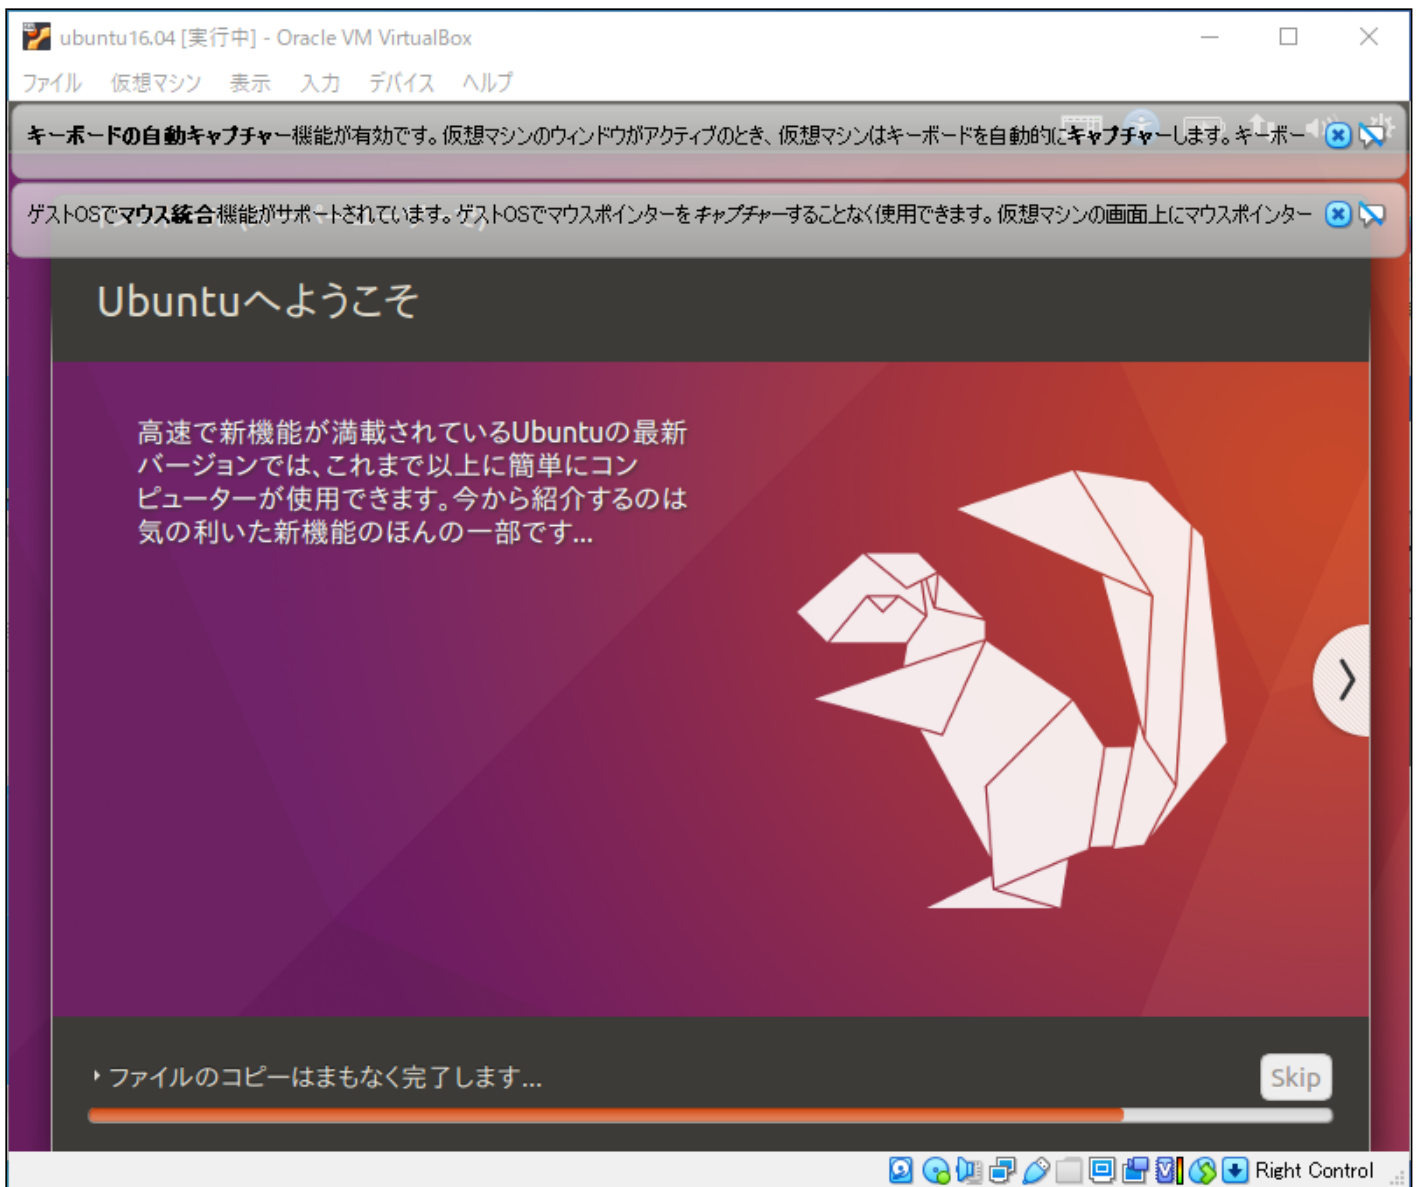 ubuntu16.04 [実行中] - Oracle VM VirtualBox
ファイル 仮想マシン 表示 入力 デバイス ヘルプ
キーボードの自動キャプチャー機能が有効です。仮想マシンのウィンドウがアクティブのとき、仮想マシンはキーボードを自動的にキャプチャーします。キーボー
ゲストOSでマウス統合機能がサポートされています。ゲストOSでマウスポインターをキャプチャーすることなく使用できます。仮想マシンの画面上にマウスポインター
Ubuntuへようこそ
高速で新機能が満載されているUbuntuの最新
バージョンでは、これまで以上に簡単にコン
ピューターが使用できます。今から紹介するのは
気の利いた新機能のほんの一部です...
ファイルのコピーはまもなく完了します...
Skip
Right Control